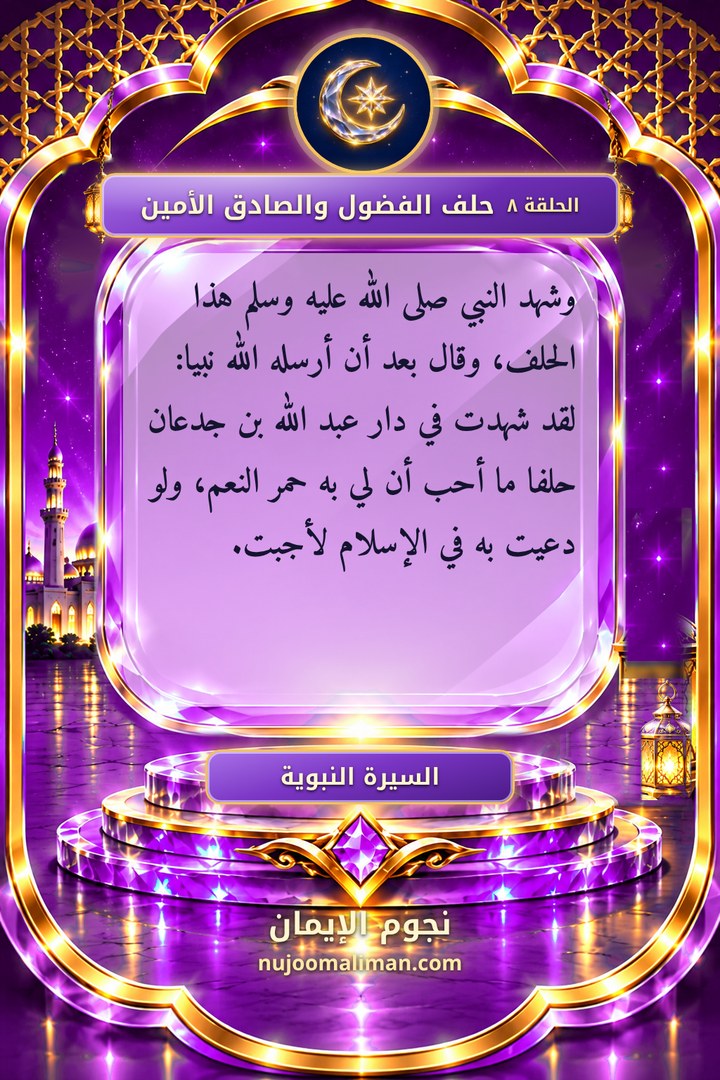 الحلقة ٨ حلف الفضول والصادق الأمين
وشهد النبي صلى الله عليه وسلم هذا
الحلف، وقال بعد أن أرسله الله نبيا:
لقد شهدت في دار عبد الله بن جدعان
حلفا ما أحب أن لي به حمر النعم، ولو
دعيت به في الإسلام لأجبت.
السيرة النبوية
نجوم الإيمان
nujoomaliman.com